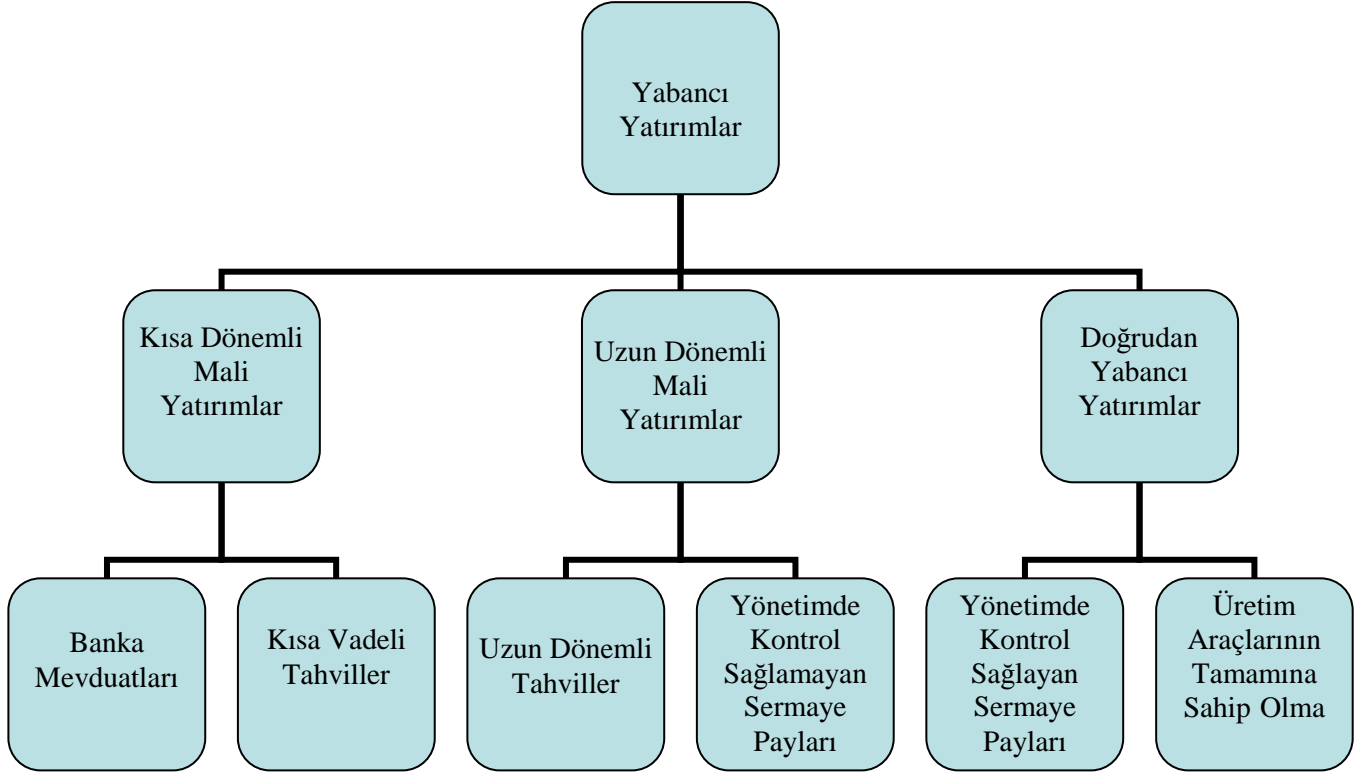 Yabancı
Yatırımlar
Kısa Dönemli
Mali
Yatırımlar
Uzun Dönemli
Mali
Yatırımlar
Doğrudan
Yabancı
Yatırımlar
Banka
Mevduatları
Kısa Vadeli
Tahviller
Uzun Dönemli
Tahviller
Yönetimde
Kontrol
Sağlamayan
Sermaye
Payları
Yönetimde
Kontrol
Sağlayan
Sermaye
Payları
Üretim
Araçlarının
Tamamına
Sahip Olma